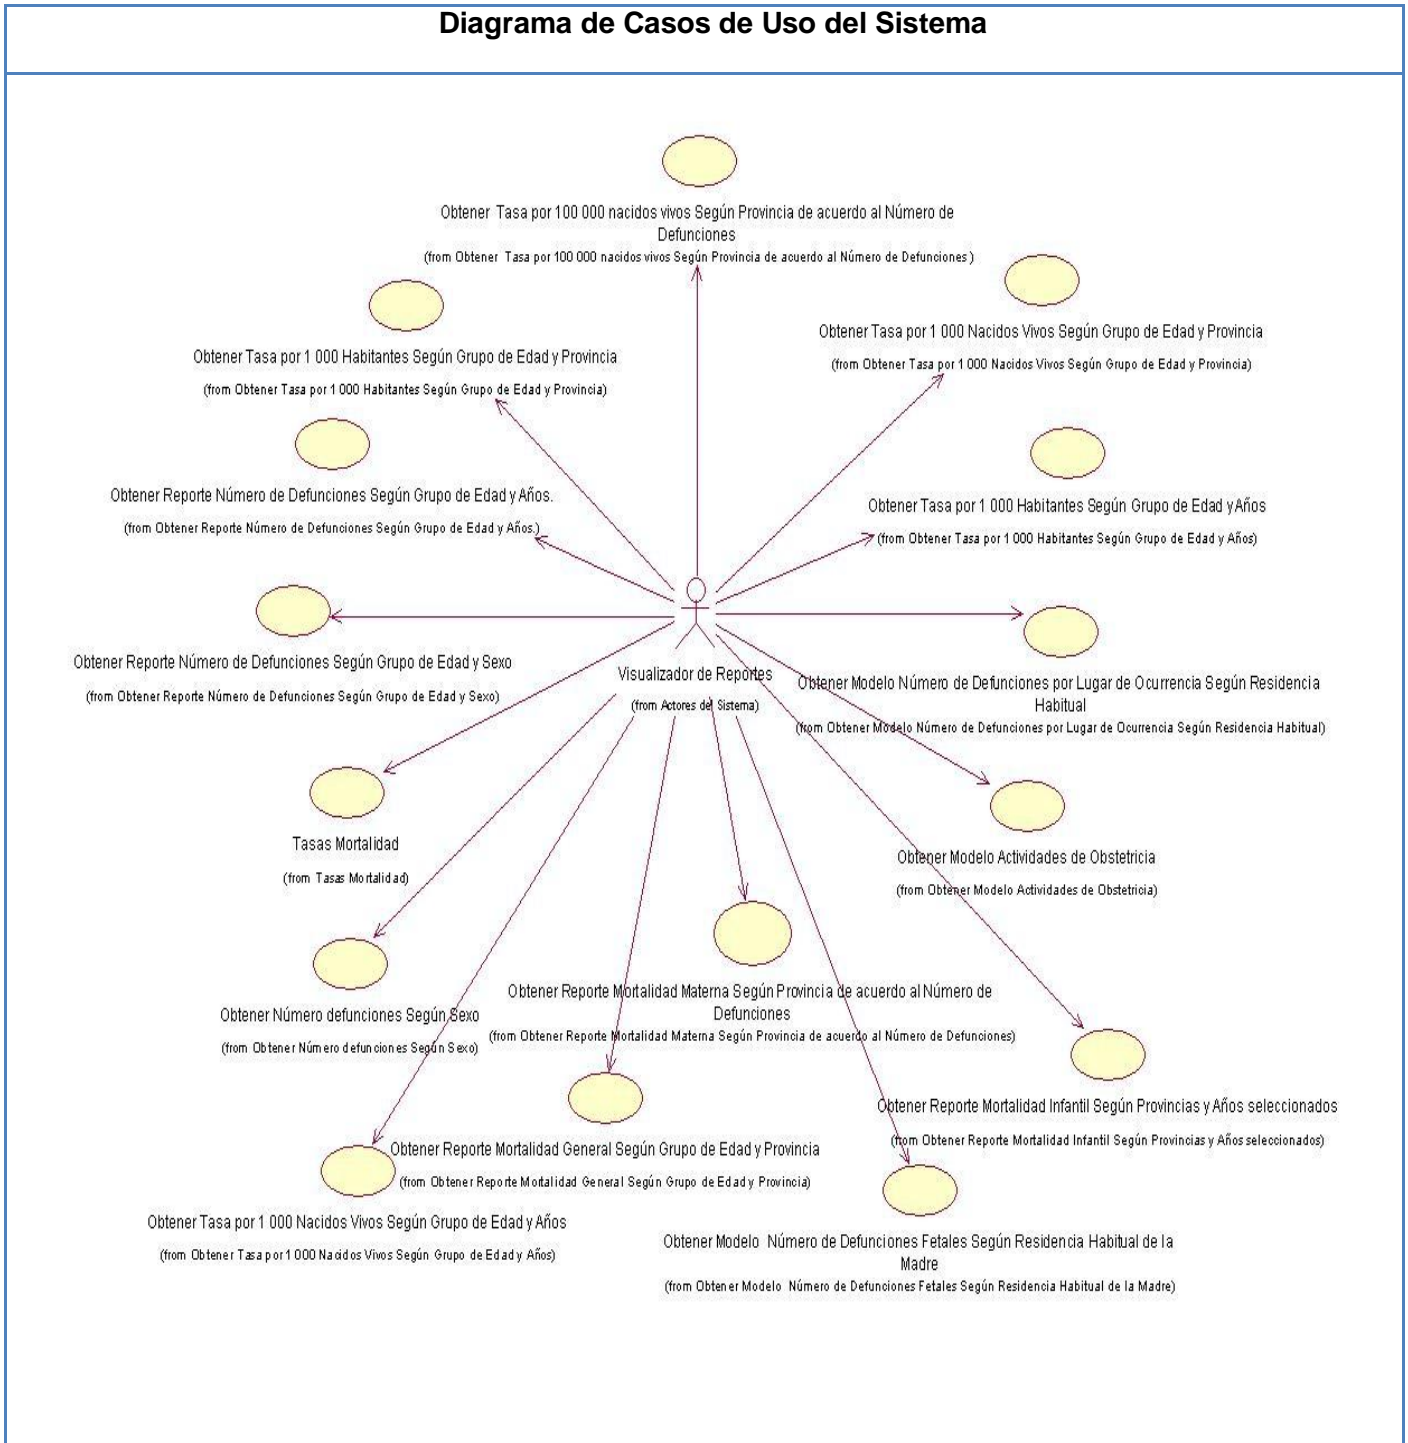 Diagrama de Casos de Uso del Sistema
Obtener Tasa por 100 000 nacidos vivos Según Provincia de acuerdo al Número de
Defunciones
(from Obtener Tasa por 100 000 nacidos vivos Según Provincia de acuerdo al Número de Defunciones )
Obtener Tasa por 1 000 Nacidos Vivos Según Grupo de Edad y Provincia
(from Obtener Tasa por 1 000 Nacidos Vivos Según Grupo de Edad y Provincia)
Obtener Tasa por 1 000 Habitantes Según Grupo de Edad y Provincia
(from Obtener Tasa por 1 000 Habitantes Según Grupo de Edad y Provincia)
Obtener Reporte Número de Defunciones Según Grupo de Edad y Años.
(from Obtener Reporte Número de Defunciones Según Grupo de Edad y Años.)
Obtener Tasa por 1 000 Habitantes Según Grupo de Edad y Años
(from Obtener Tasa por 1 000 Habitantes Según Grupo de Edad y Años)
Obtener Reporte Número de Defunciones Según Grupo de Edad y Sexo
(from Obtener Reporte Número de Defunciones Según Grupo de Edad y Sexo)
Visualizador de Reportes
(from Actores del Sistema)
Obtener Modelo Número de Defunciones por Lugar de Ocurrencia Según Residencia
Habitual
(from Obtener Modelo Número de Defunciones por Lugar de Ocurrencia Según Residencia Habitual)
Tasas Mortalidad
(from Tasas Mortalidad)
Obtener Modelo Actividades de Obstetricia
(from Obtener Modelo Actividades de Obstetricia)
Obtener Número defunciones Según Sexo
(from Obtener Número defunciones Según Sexo)
Obtener Reporte Mortalidad Materna Según Provincia de acuerdo al Número de
Defunciones
(from Obtener Reporte Mortalidad Materna Según Provincia de acuerdo al Número de Defunciones)
Obtener Reporte Mortalidad Infantil Según Provincias y Años seleccionados
(from Obtener Reporte Mortalidad Infantil Según Provincias y Años seleccionados)
Obtener Reporte Mortalidad General Según Grupo de Edad y Provincia
(from Obtener Reporte Mortalidad General Según Grupo de Edad y Provincia)
Obtener Tasa por 1 000 Nacidos Vivos Según Grupo de Edad y Años
(from Obtener Tasa por 1 000 Nacidos Vivos Según Grupo de Edad y Años)
Obtener Modelo Número de Defunciones Fetales Según Residencia Habitual de la
Madre
(from Obtener Modelo Número de Defunciones Fetales Según Residencia Habitual de la Madre)